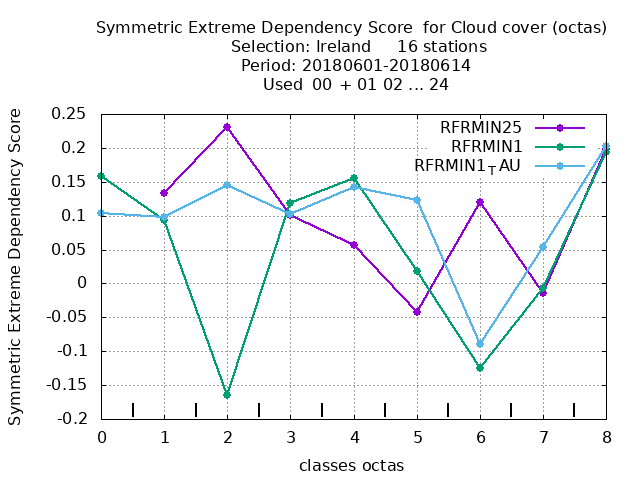 Symmetric Extreme Dependency Score for Cloud cover (octas)
Selection: Ireland 16 stations
Period: 20180601-20180614
Used 00 + 01 02 ... 24
Symmetric Extreme Dependency Score
0.25
0.2
0.15
0.1
0.05
0
-0.05
-0.1
-0.15
-0.2
RFRMIN25
RFRMIN1
RFRMIN1TAU
0 1 2 3 4 5 6 7 8
classes octas